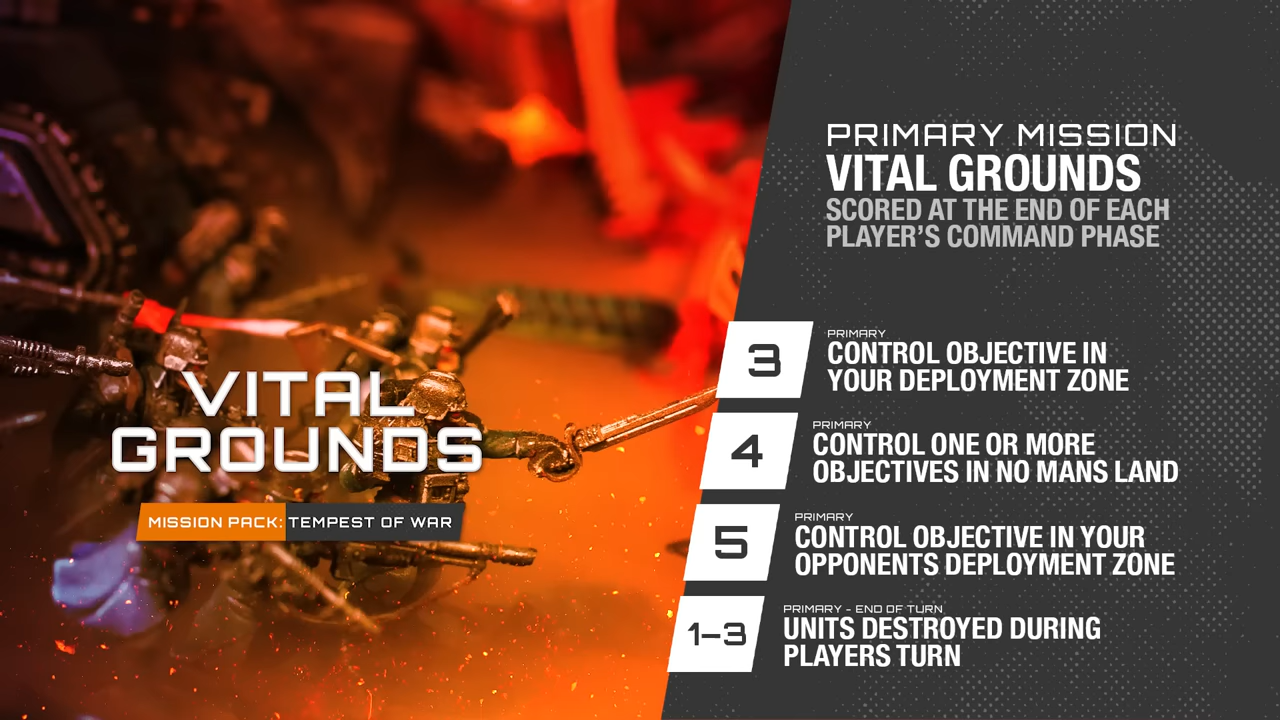 VITAL
GROUNDS
MISSION PACK: TEMPEST OF WAR
PRIMARY MISSION
VITAL GROUNDS
SCORED AT THE END OF EACH
PLAYER'S COMMAND PHASE
3
PRIMARY
CONTROL OBJECTIVE IN
YOUR DEPLOYMENT ZONE
4
PRIMARY
CONTROL ONE OR MORE
OBJECTIVES IN NO MANS LAND
5
PRIMARY
CONTROL OBJECTIVE IN YOUR
OPPONENTS DEPLOYMENT ZONE
1–3
PRIMARY - END OF TURN
UNITS DESTROYED DURING
PLAYERS TURN